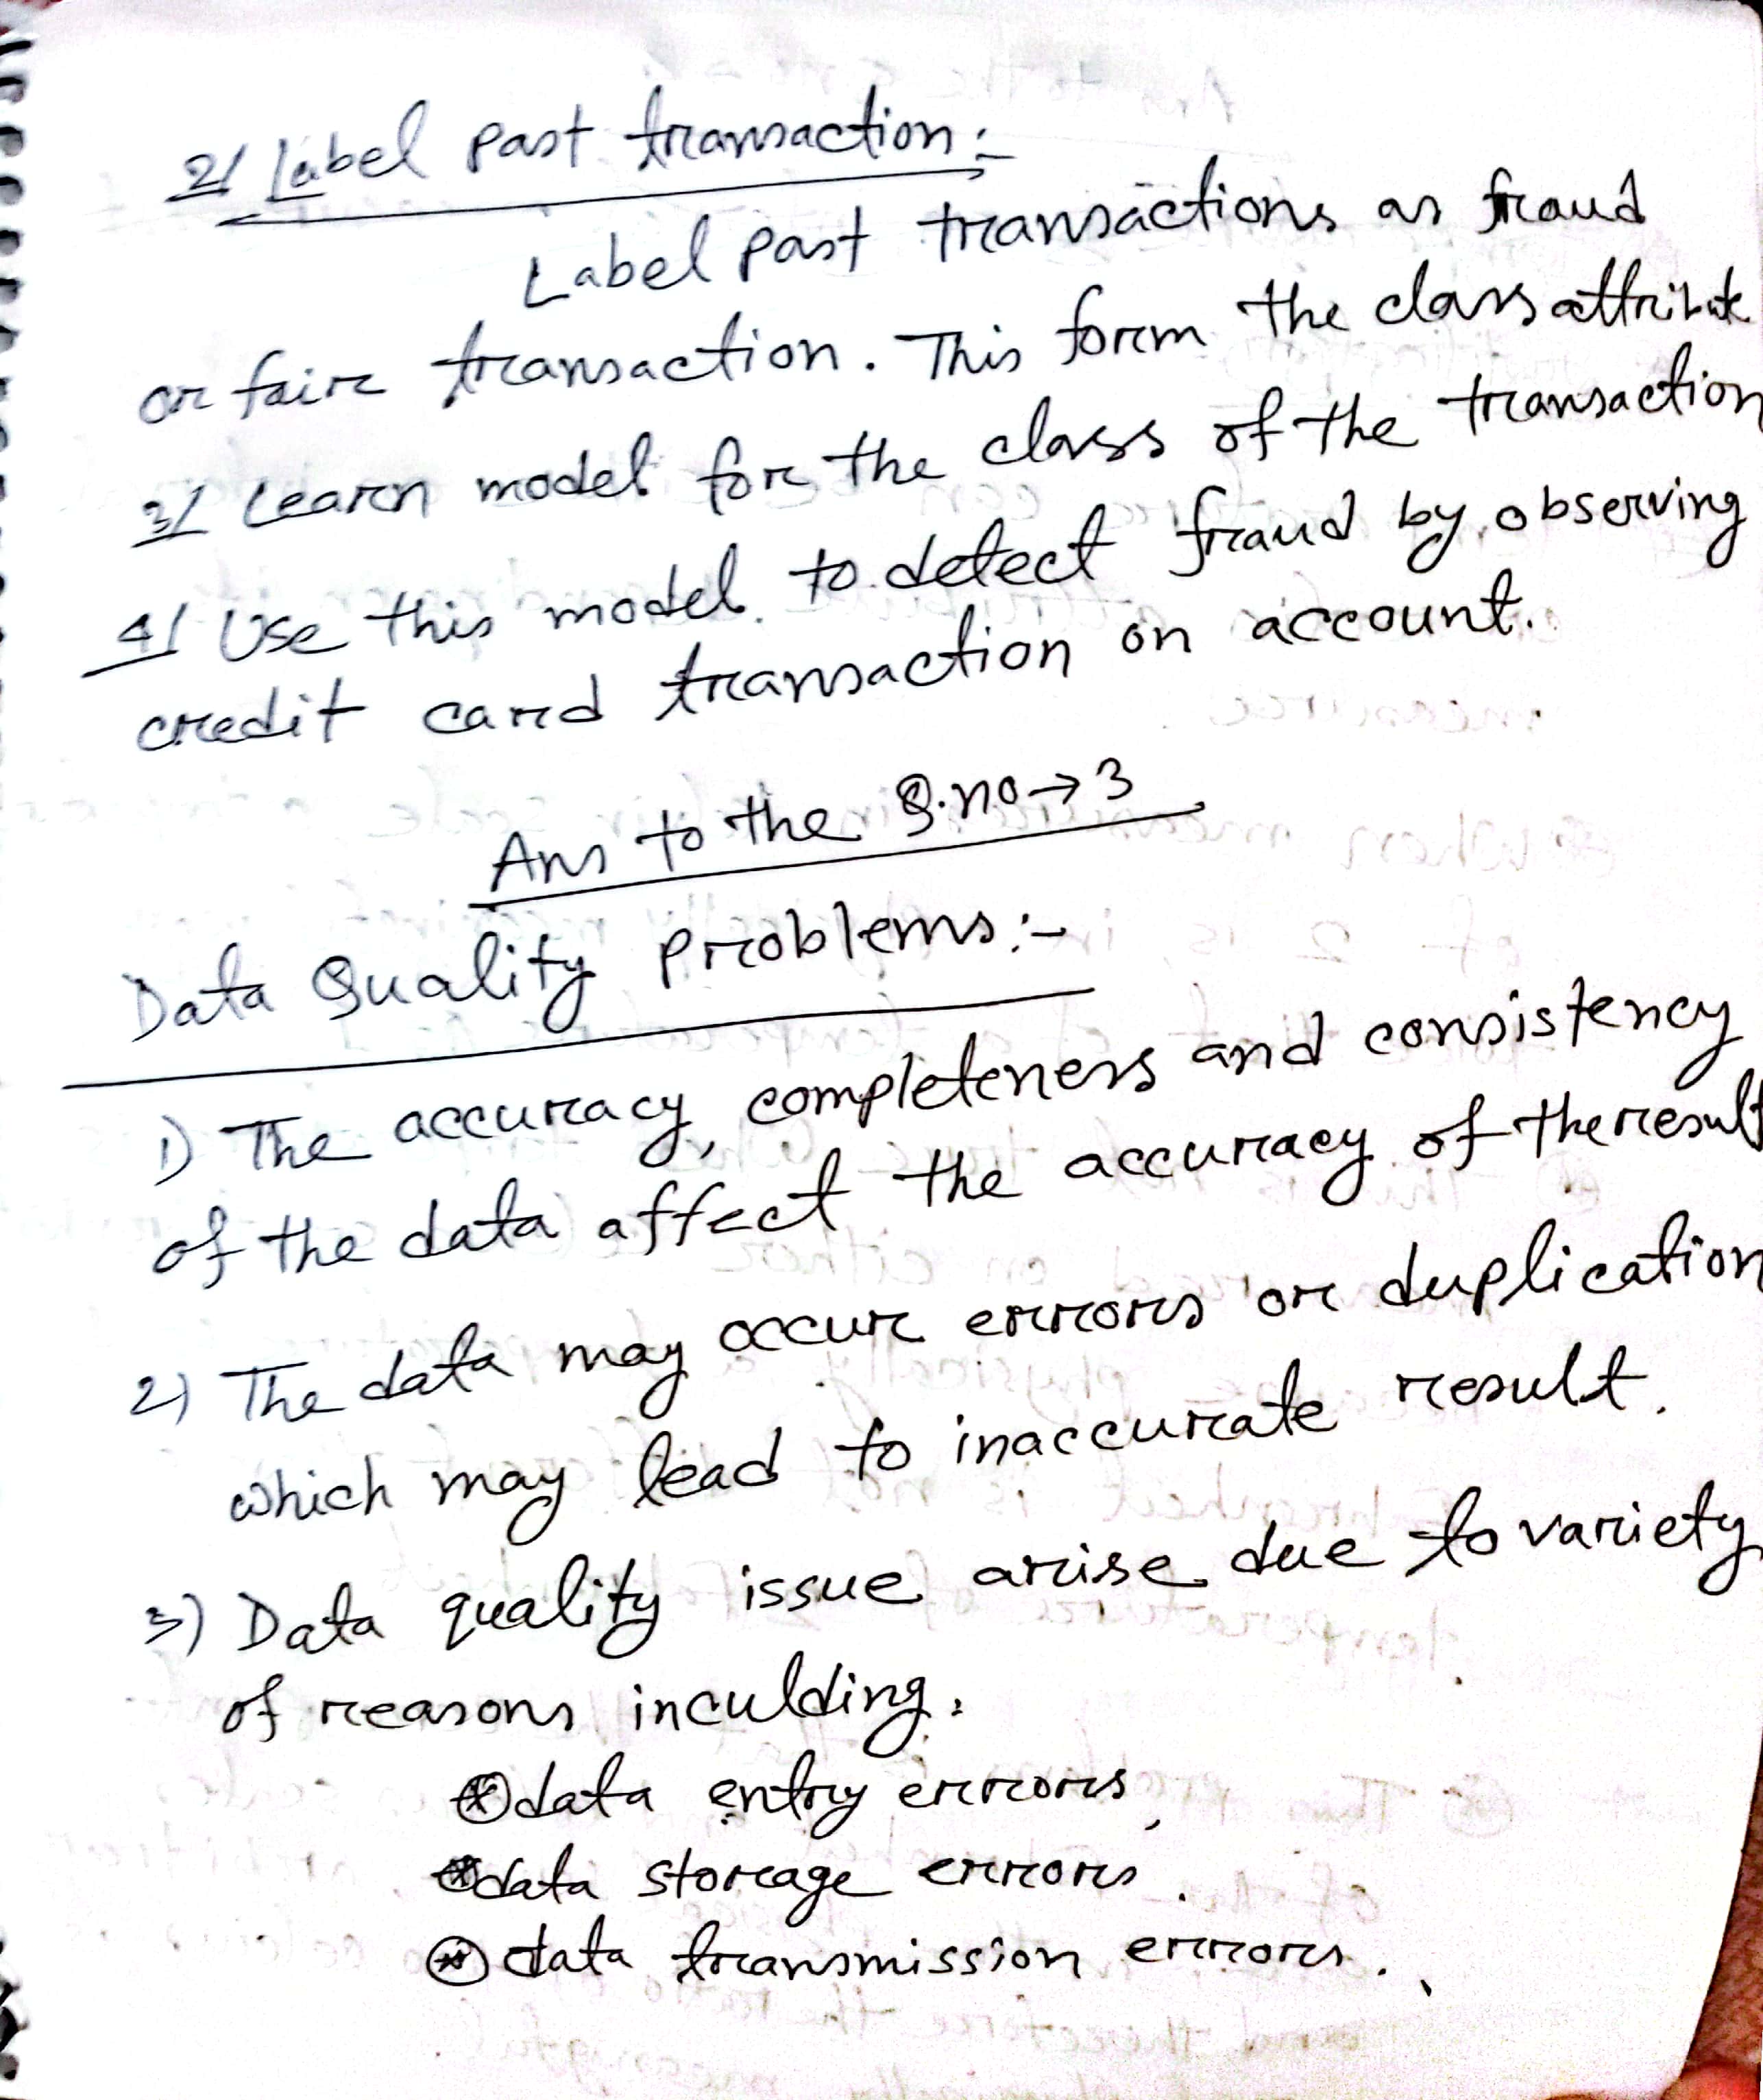 2/ Label past transaction:-
Label past transactions as fraud
or fair transaction. This form the class attribute
3/ Learn model for the class of the transaction
4/ Use this model to detect fraud by observing
credit card transaction on account.
Ans to the Q.no→3
Data Quality problems:-
1) The accuracy, completeness and consistency
of the data affect the accuracy of the result
2) The data may occur errors or duplication
which may lead to inaccurate result.
3) Data quality issue arise due to variety
of reasons inculding,
* data entry errors,
* data storage errors.
* data transmission errors.